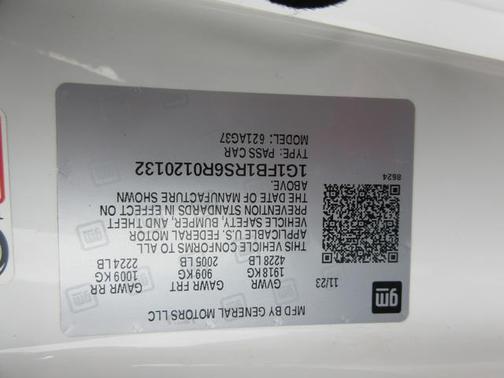 MFD BY GENERAL MOTORS LLC
gm
11/23
GVWR GAWR FRT GAWR RR
1918 KG 909 KG 1009 KG
4228 LB 2005 LB 2224 LB
THIS VEHICLE CONFORMS TO ALL
APPLICABLE U.S. FEDERAL MOTOR
VEHICLE SAFETY, BUMPER, AND THEFT
PREVENTION STANDARDS IN EFFECT ON
THE DATE OF MANUFACTURE SHOWN
ABOVE.
1G1FB1RS6R0120132
TYPE: PASS CAR
MODEL: 621AG37
8624